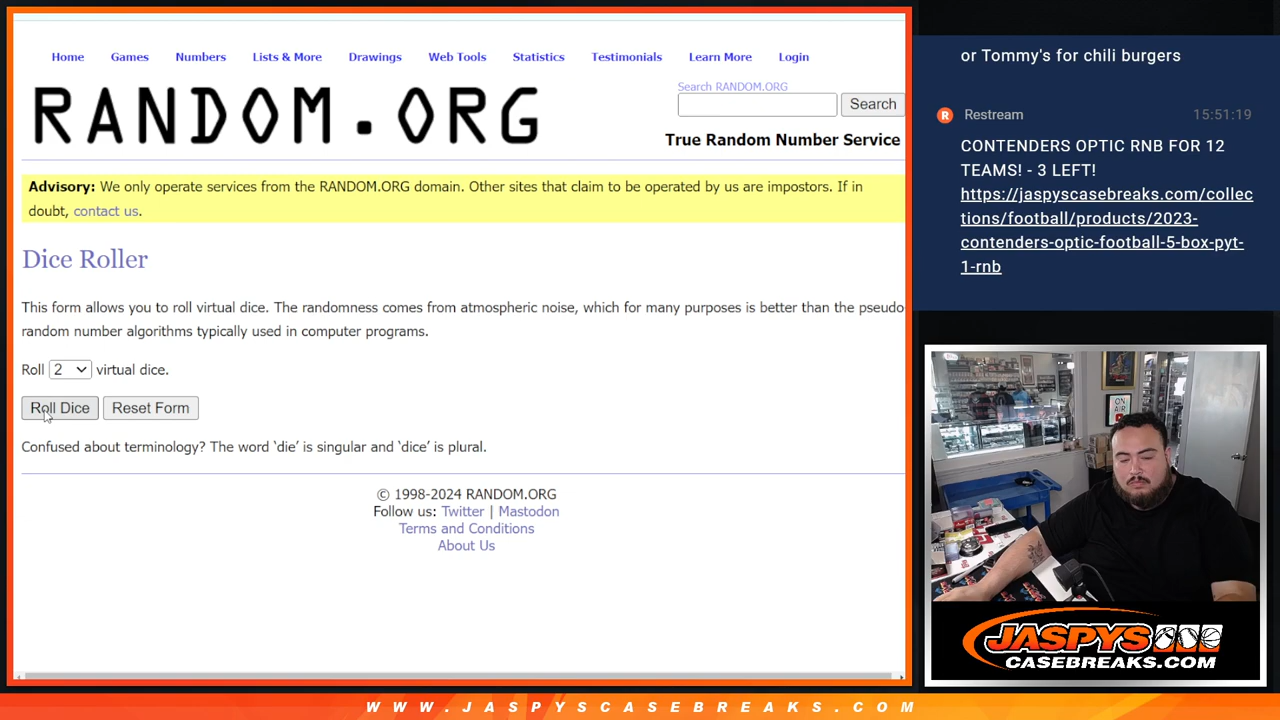 Home Games Numbers Lists & More Drawings Web Tools Statistics Testimonials Learn More Login
RANDOM.ORG
Search RANDOM.ORG
Search
True Random Number Service
Advisory: We only operate services from the RANDOM.ORG domain. Other sites that claim to be operated by us are impostors. If in
doubt, contact us.
Dice Roller
This form allows you to roll virtual dice. The randomness comes from atmospheric noise, which for many purposes is better than the pseudo
random number algorithms typically used in computer programs.
Roll 2 virtual dice.
Roll Dice Reset Form
Confused about terminology? The word ‘die’ is singular and ‘dice’ is plural.
© 1998-2024 RANDOM.ORG
Follow us: Twitter | Mastodon
Terms and Conditions
About Us
or Tommy's for chili burgers
R Restream 15:51:19
CONTENDERS OPTIC RNB FOR 12
TEAMS! - 3 LEFT!
https://jaspyscasebreaks.com/collec
tions/football/products/2023-
contenders-optic-football-5-box-pyt-
1-rnb
ON
AIR
JASPYS
CASEBREAKS.COM
WWW.JASPYSCASEBREAKS.COM